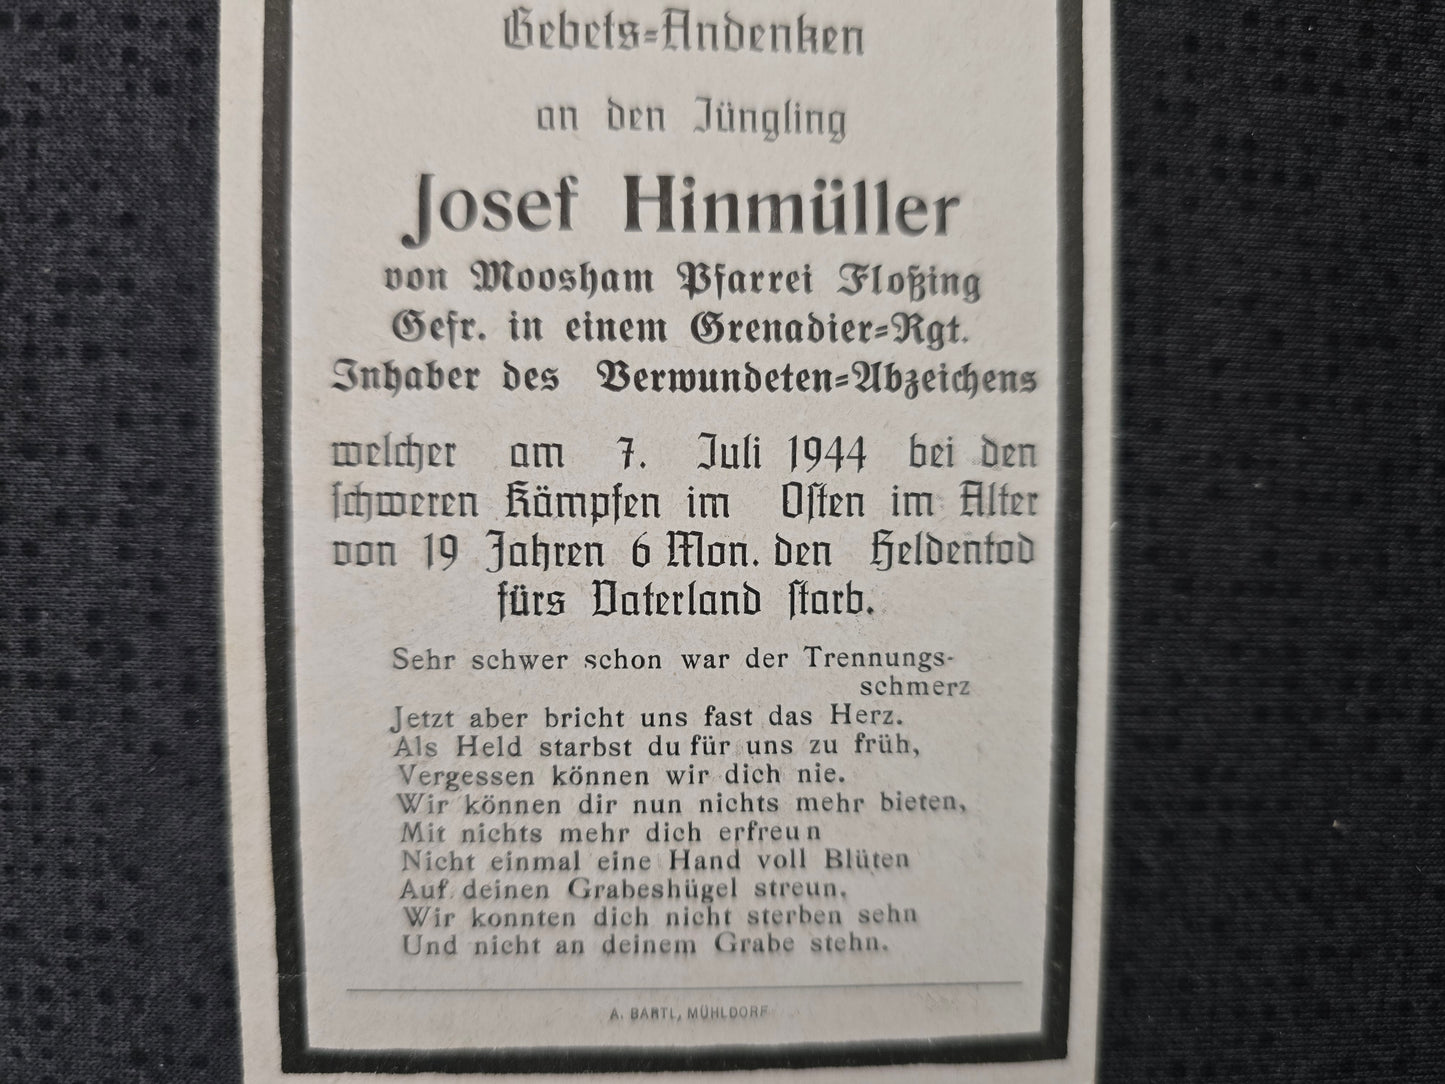 Gebets-Andenken
an den Jüngling
Josef Hinmüller
von Moosham Pfarrei Floßing
Gefr. in einem Grenadier-Rgt.
Inhaber des Verwundeten-Abzeichens
welcher am 7. Juli 1944 bei den
schweren Kämpfen im Osten im Alter
von 19 Jahren 6 Mon. den Heldentod
fürs Vaterland starb.
Sehr schwer schon war der Trennungs-
schmerz
Jetzt aber bricht uns fast das Herz.
Als Held starbst du für uns zu früh,
Vergessen können wir dich nie.
Wir können dir nun nichts mehr bieten,
Mit nichts mehr dich erfreun
Nicht einmal eine Hand voll Blüten
Auf deinen Grabeshügel streun.
Wir konnten dich nicht sterben sehn
Und nicht an deinem Grabe stehn.
A. BARTL, MÜHLDORF